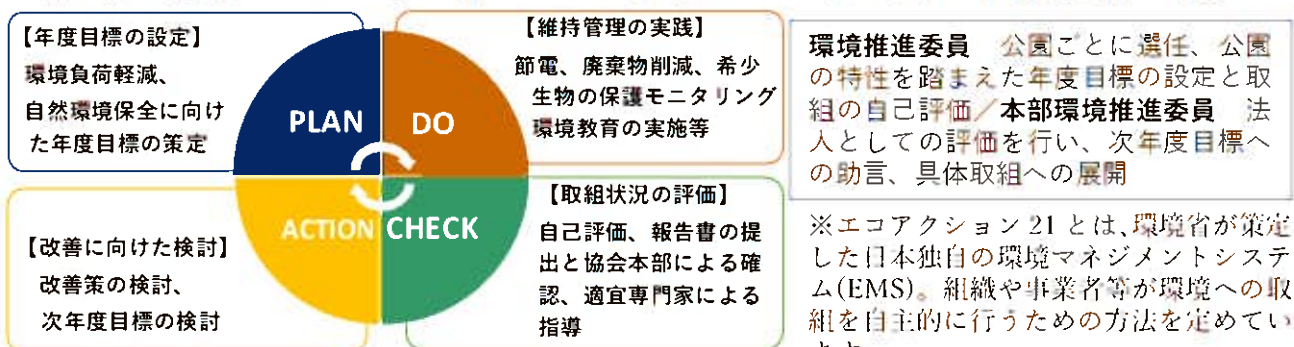 【年度目標の設定】
環境負荷軽減、
自然環境保全に向け
た年度目標の策定
PLAN
DO
【維持管理の実践】
節電、廃棄物削減、希少
生物の保護モニタリング
環境教育の実施等
ACTION
CHECK
【改善に向けた検討】
改善策の検討、
次年度目標の検討
【取組状況の評価】
自己評価、報告書の提
出と協会本部による確
認、適宜専門家による
指導
環境推進委員 公園ごとに選任、公園
の特性を踏まえた年度目標の設定と取
組の自己評価/本部環境推進委員 法
人としての評価を行い、次年度目標へ
の助言、具体取組への展開
※エコアクション 21 とは、環境省が策定
した日本独自の環境マネジメントシステ
ム(EMS)。組織や事業者等が環境への取
組を自主的に行うための方法を定めてい